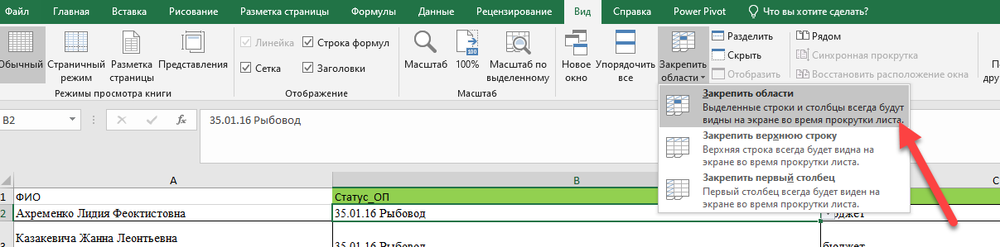 Файл Главная Вставка Рисование Разметка страницы Формулы Данные Рецензирование Вид Справка Power Pivot Что вы хотите сделать?
Обычный
Страничный режим
Разметка страницы
Представления
Режимы просмотра книги
Линейка
Строка формул
Сетка
Заголовки
Отображение
Масштаб
100
100%
Масштаб по выделенному
Масштаб
Новое окно
Упорядочить все
Закрепить области
Разделить
Скрыть
Отобразить
Рядом
Синхронная прокрутка
Восстановить расположение окна
Закрепить области
Выделенные строки и столбцы всегда будут
видны на экране во время прокрутки листа.
Закрепить верхнюю строку
Верхняя строка всегда будет видна на
экране во время прокрутки листа.
Закрепить первый столбец
Первый столбец всегда будет виден на
экране во время прокрутки листа.
B2 fx 35.01.16 Рыбовод
A B C
1 ФИО Статус_ОП
2 Ахременко Лидия Феоктистовна 35.01.16 Рыбовод
Казакевича Жанна Леонтьевна
3 35.01.16 Рыбовод бюджет